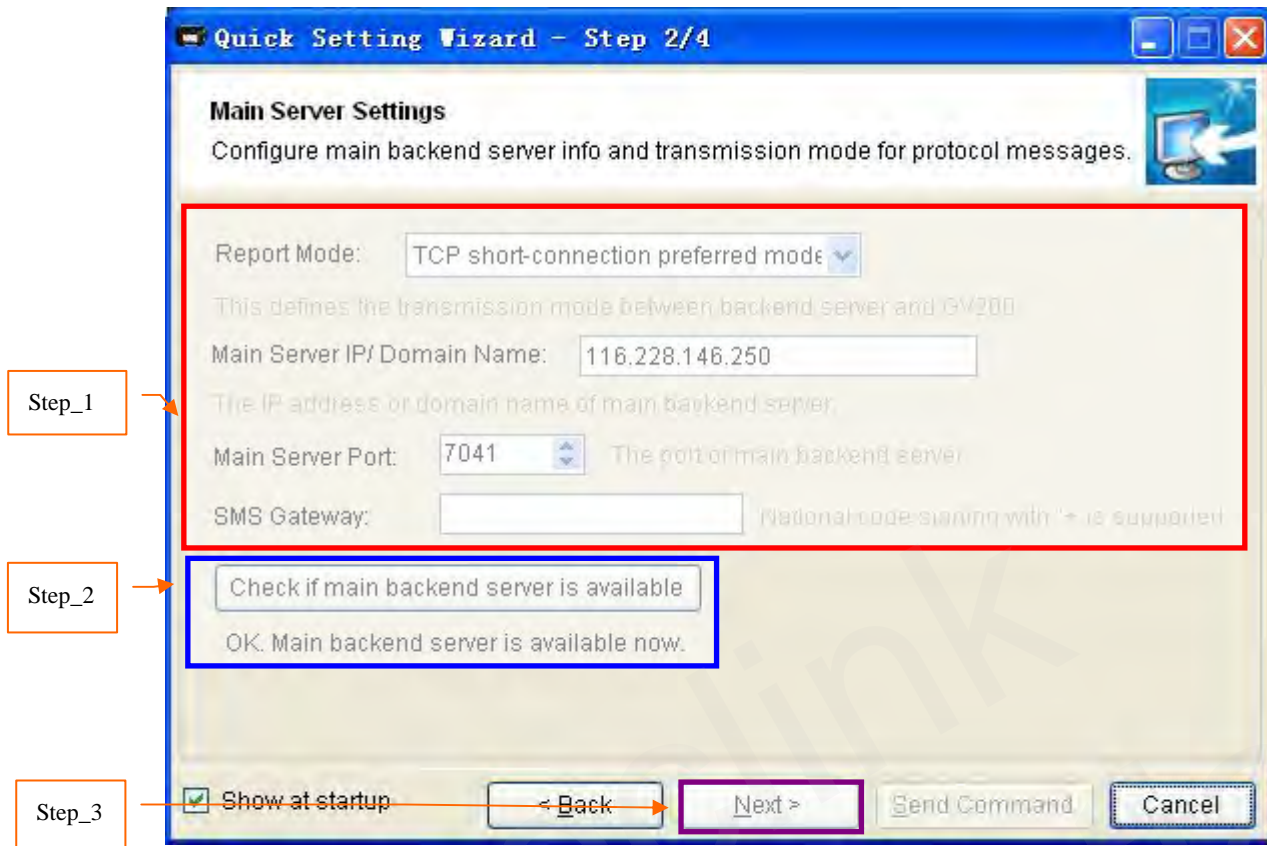 Quick Setting Wizard - Step 2/4
Main Server Settings
Configure main backend server info and transmission mode for protocol messages.
Report Mode: TCP short-connection preferred mode
This defines the transmission mode between backend server and GV200.
Main Server IP/ Domain Name: 116.228.146.250
Step_1
The IP address or domain name of main backend server.
Main Server Port: 7041 The port of main backend server.
SMS Gateway: National code starting with '+' is supported
Step_2
Check if main backend server is available
OK. Main backend server is available now.
Step_3
Show at startup < Back Next > Send Command Cancel